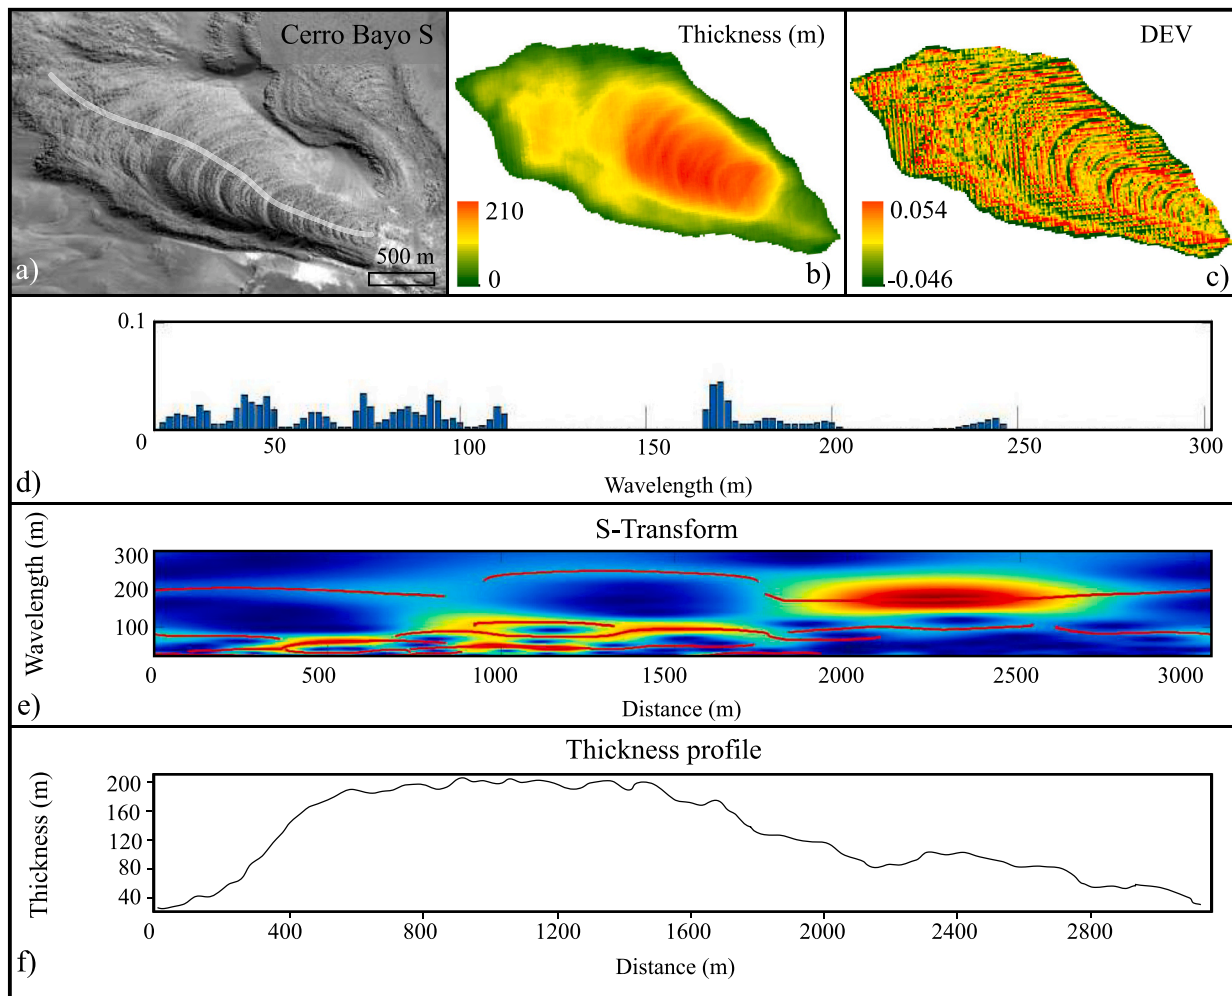 Cerro Bayo S
500 m
a)
Thickness (m)
210
0
b)
DEV
0.054
-0.046
c)
0.1
0 50 100 150 200 250 300
Wavelength (m)
d)
S-Transform
Wavelength (m)
300
200
100
0 500 1000 1500 2000 2500 3000
Distance (m)
e)
Thickness profile
Thickness (m)
200
160
120
80
40
0 400 800 1200 1600 2000 2400 2800
Distance (m)
f)